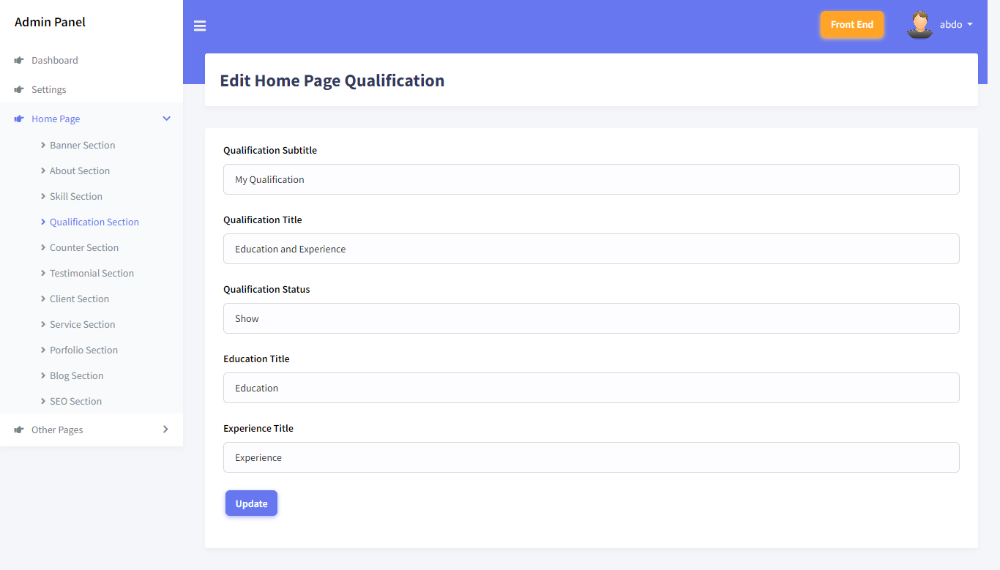 Admin Panel
Front End
abdo
Dashboard
Settings
Home Page
Banner Section
About Section
Skill Section
Qualification Section
Counter Section
Testimonial Section
Client Section
Service Section
Porfolio Section
Blog Section
SEO Section
Other Pages
Edit Home Page Qualification
Qualification Subtitle
My Qualification
Qualification Title
Education and Experience
Qualification Status
Show
Education Title
Education
Experience Title
Experience
Update